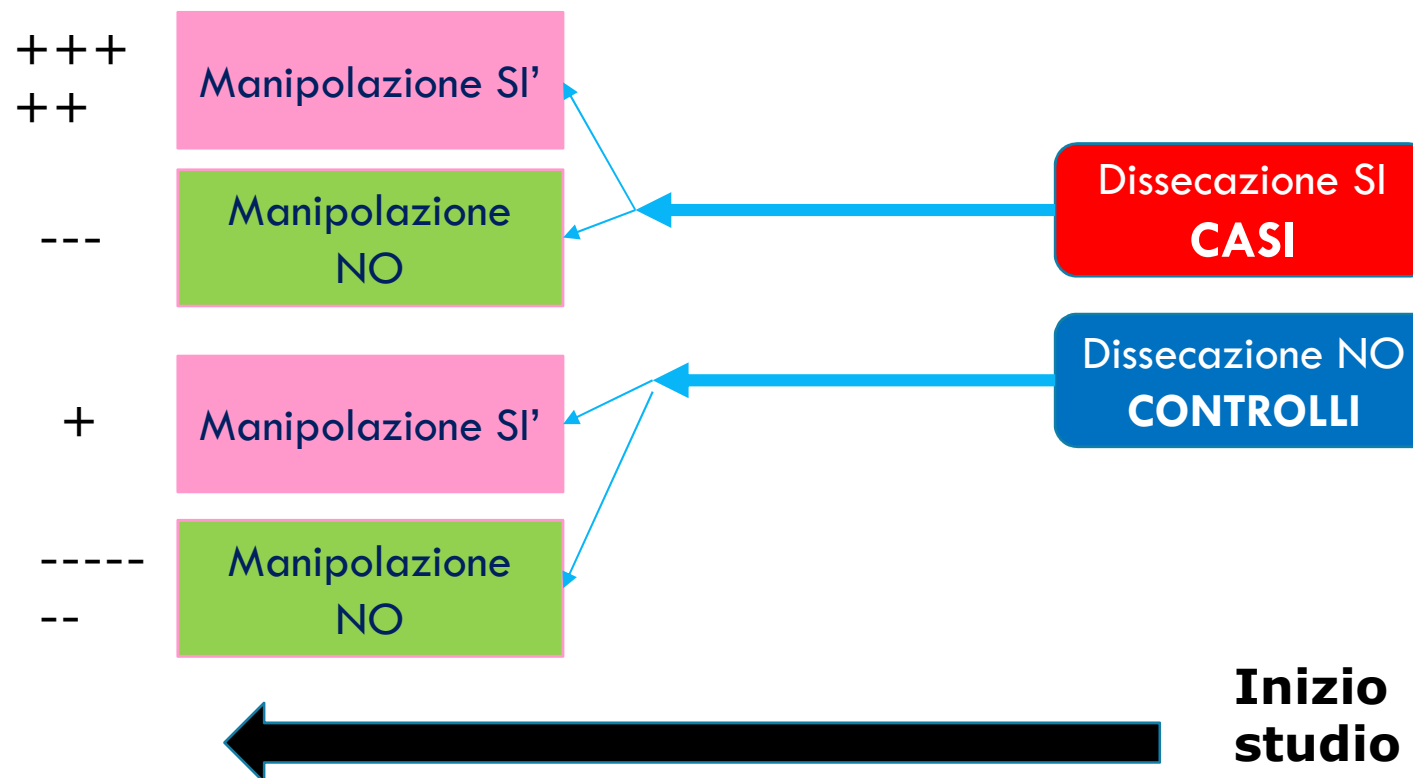 +++
++
Manipolazione SI’
---
Manipolazione
NO
Dissecazione SI
CASI
+
Manipolazione SI’
Dissecazione NO
CONTROLLI
-----
--
Manipolazione
NO
Inizio
studio